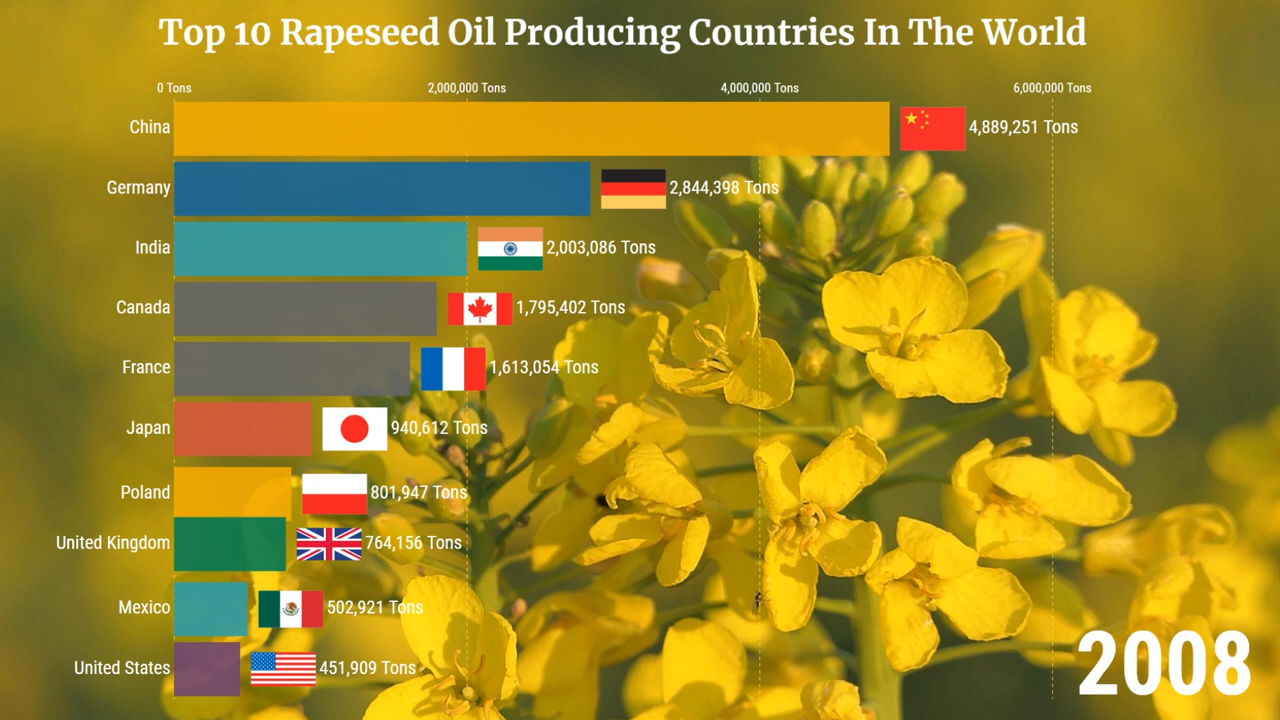 Top 10 Rapeseed Oil Producing Countries In The World
0 Tons 2,000,000 Tons 4,000,000 Tons 6,000,000 Tons
China 4,889,251 Tons
Germany 2,844,398 Tons
India 2,003,086 Tons
Canada 1,795,402 Tons
France 1,613,054 Tons
Japan 940,612 Tons
Poland 801,947 Tons
United Kingdom 764,156 Tons
Mexico 502,921 Tons
United States 451,909 Tons
2008